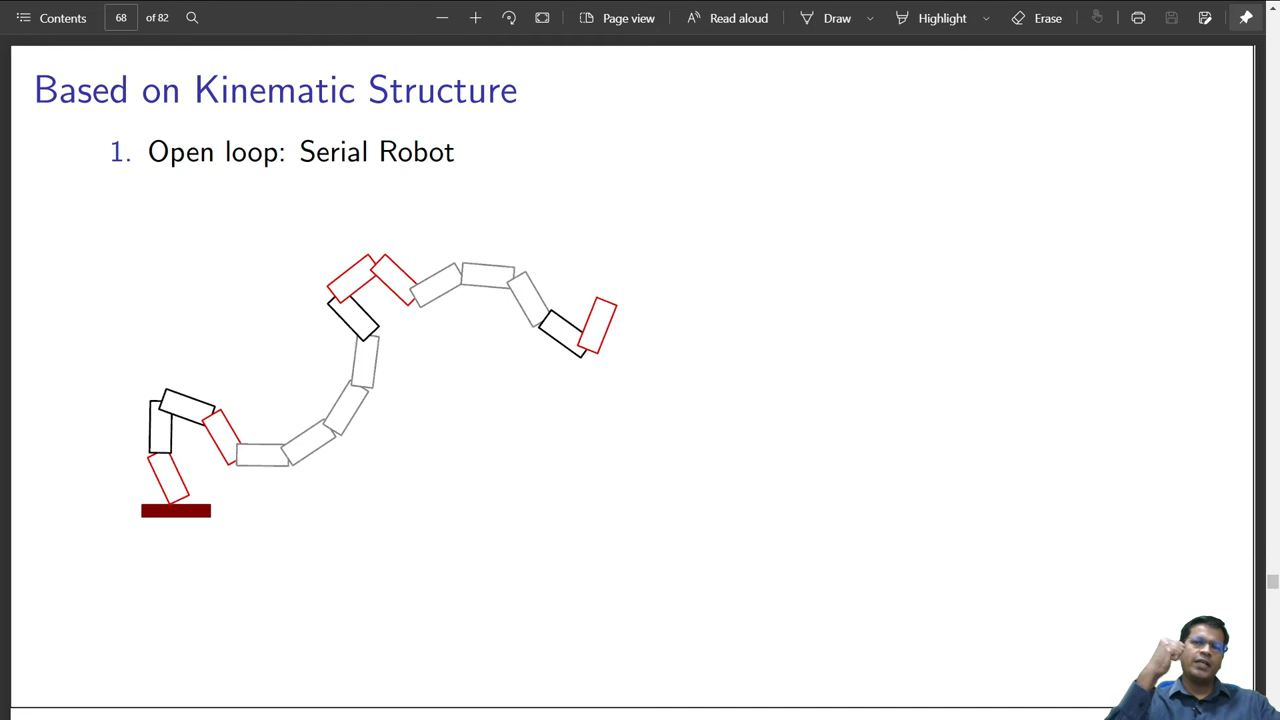 Contents 68 of 82 Page view Read aloud Draw Highlight Erase
Based on Kinematic Structure
1. Open loop: Serial Robot